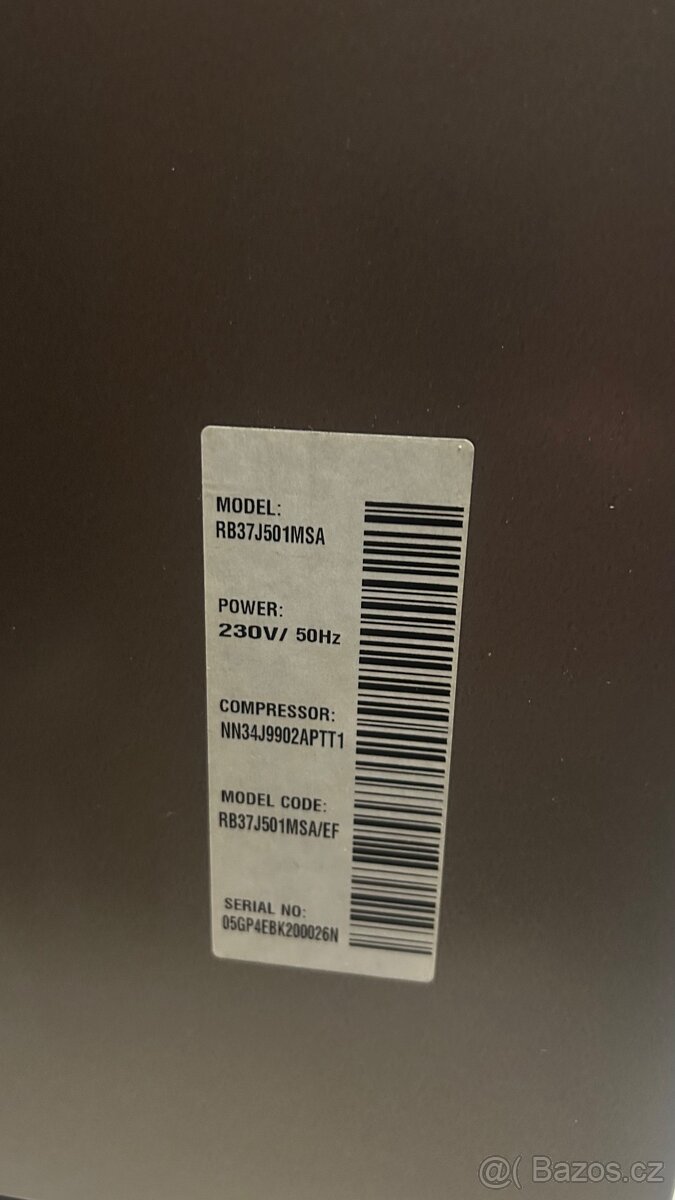 MODEL:
RB37J501MSA
POWER:
230V/ 50Hz
COMPRESSOR:
NN34J9902APTT1
MODEL CODE:
RB37J501MSA/EF
SERIAL NO:
05GP4EBK200026N
@( Bazos.cz